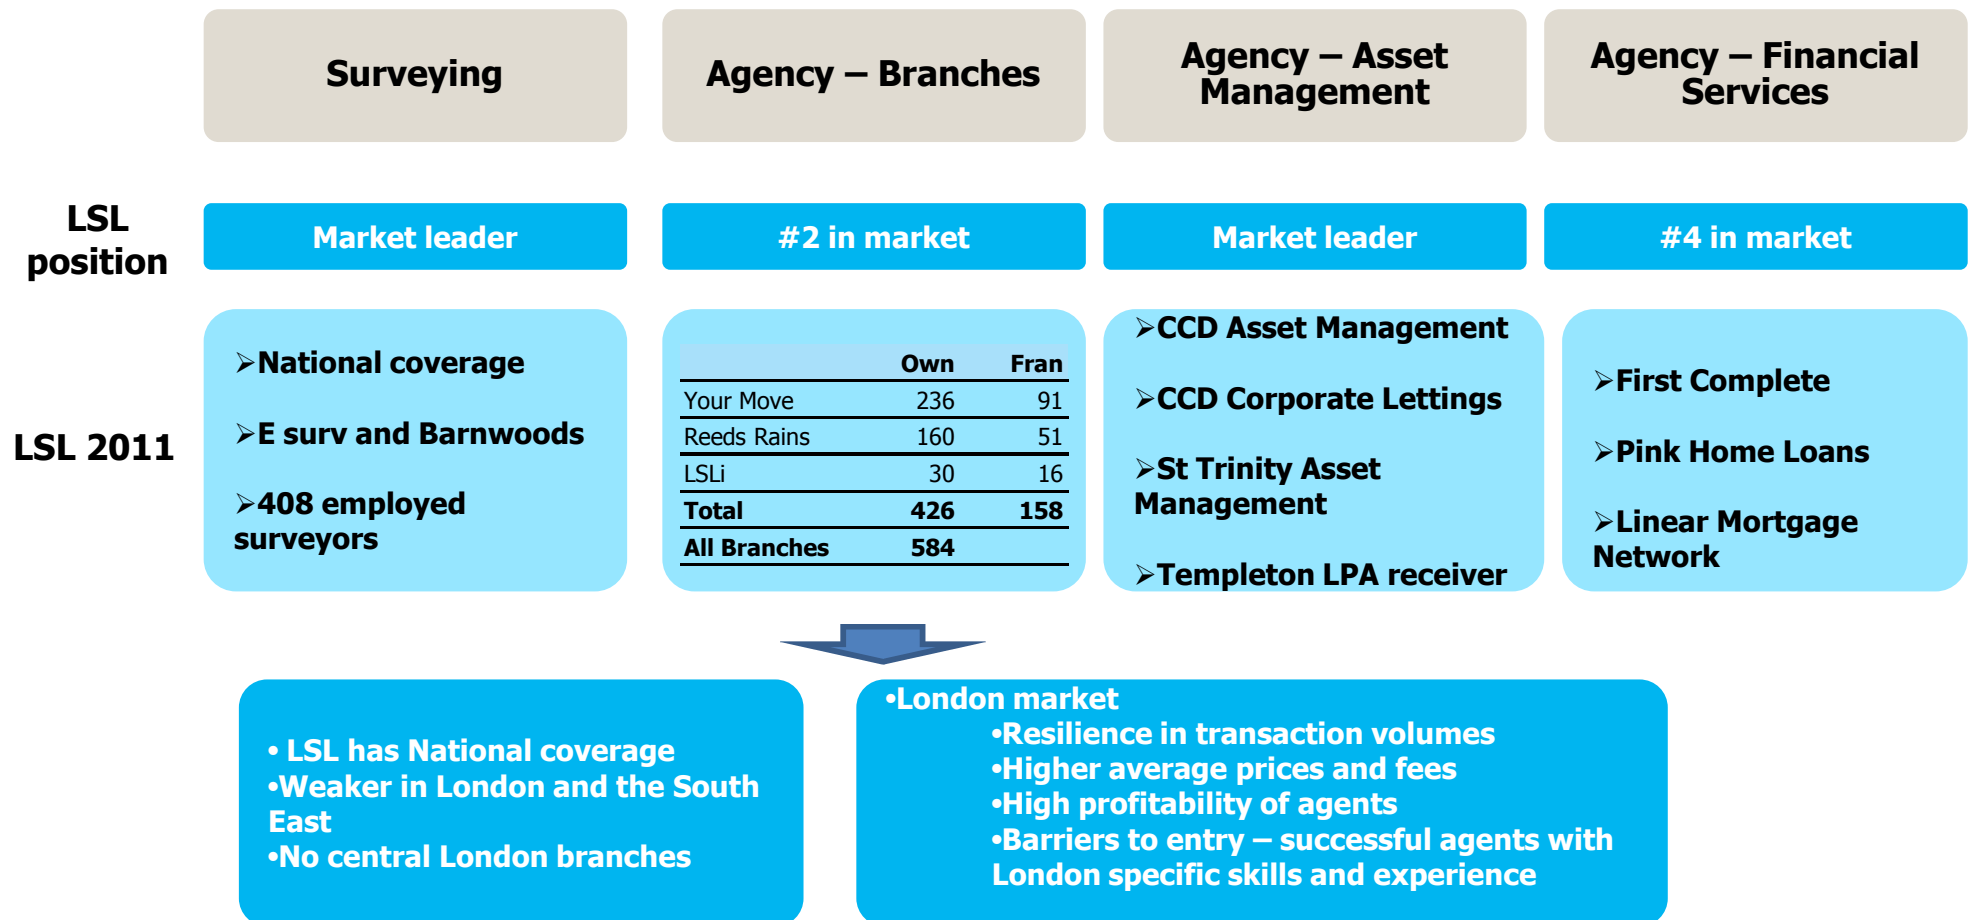 Surveying
Agency – Branches
Agency – Asset
Management
Agency – Financial
Services
LSL
position
Market leader
#2 in market
Market leader
#4 in market
LSL 2011
➢National coverage
➢E surv and Barnwoods
➢408 employed
surveyors
Own Fran
Your Move 236 91
Reeds Rains 160 51
LSLi 30 16
Total 426 158
All Branches 584
➢CCD Asset Management
➢CCD Corporate Lettings
➢St Trinity Asset
Management
➢Templeton LPA receiver
➢First Complete
➢Pink Home Loans
➢Linear Mortgage
Network
• LSL has National coverage
•Weaker in London and the South
East
•No central London branches
•London market
•Resilience in transaction volumes
•Higher average prices and fees
•High profitability of agents
•Barriers to entry – successful agents with
London specific skills and experience